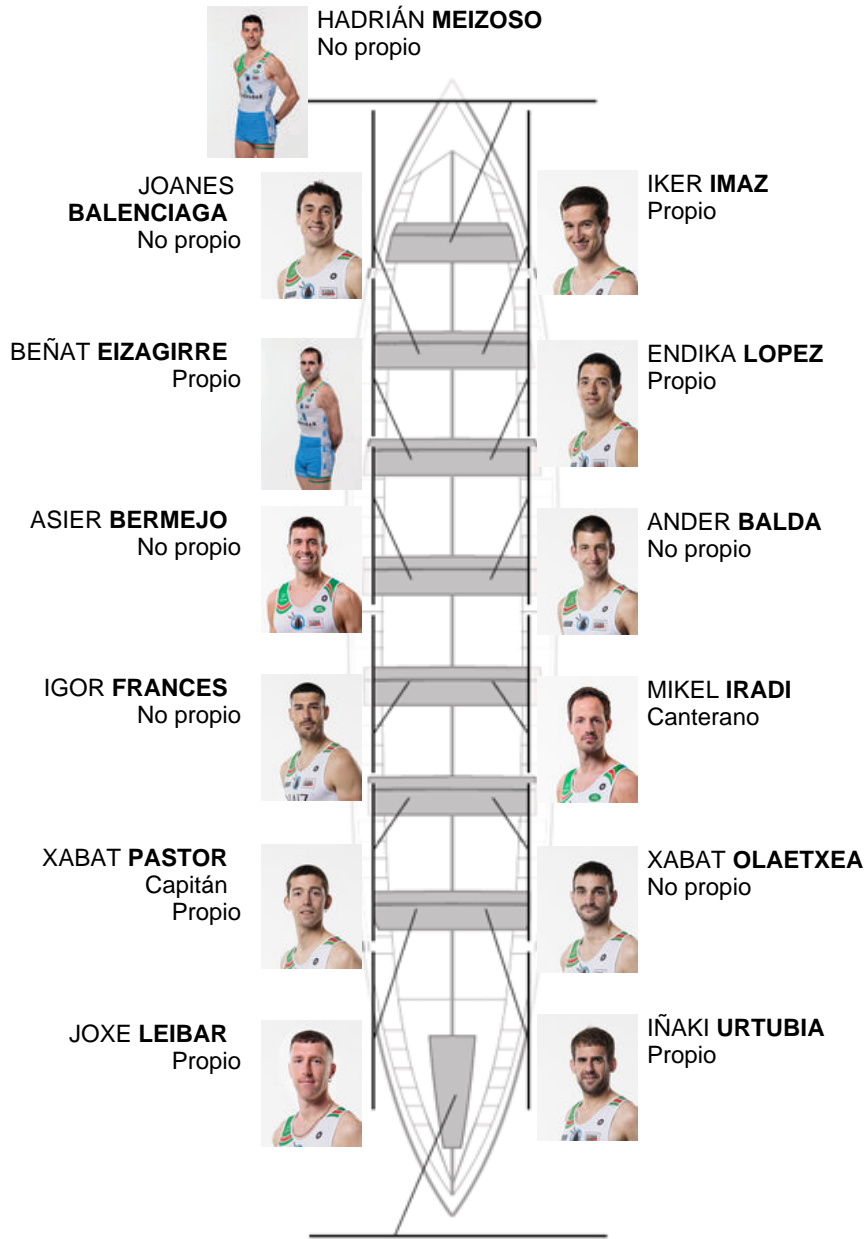 HADRIÁN MEIZOSO
No propio
JOANES
BALENCIAGA
No propio
IKER IMAZ
Propio
BEÑAT EIZAGIRRE
Propio
ENDIKA LOPEZ
Propio
ASIER BERMEJO
No propio
ANDER BALDA
No propio
IGOR FRANCES
No propio
MIKEL IRADI
Canterano
XABAT PASTOR
Capitán
Propio
XABAT OLAETXEA
No propio
JOXE LEIBAR
Propio
IÑAKI URTUBIA
Propio